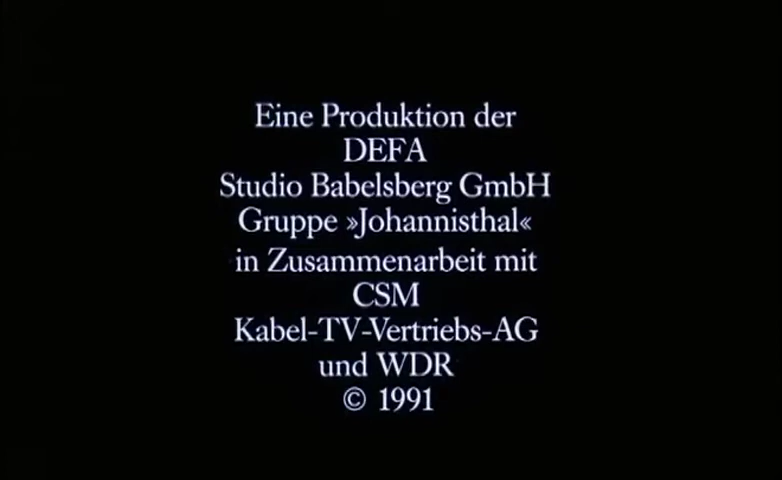 Eine Produktion der
DEFA
Studio Babelsberg GmbH
Gruppe »Johannisthal«
in Zusammenarbeit mit
CSM
Kabel-TV-Vertriebs-AG
und WDR
© 1991